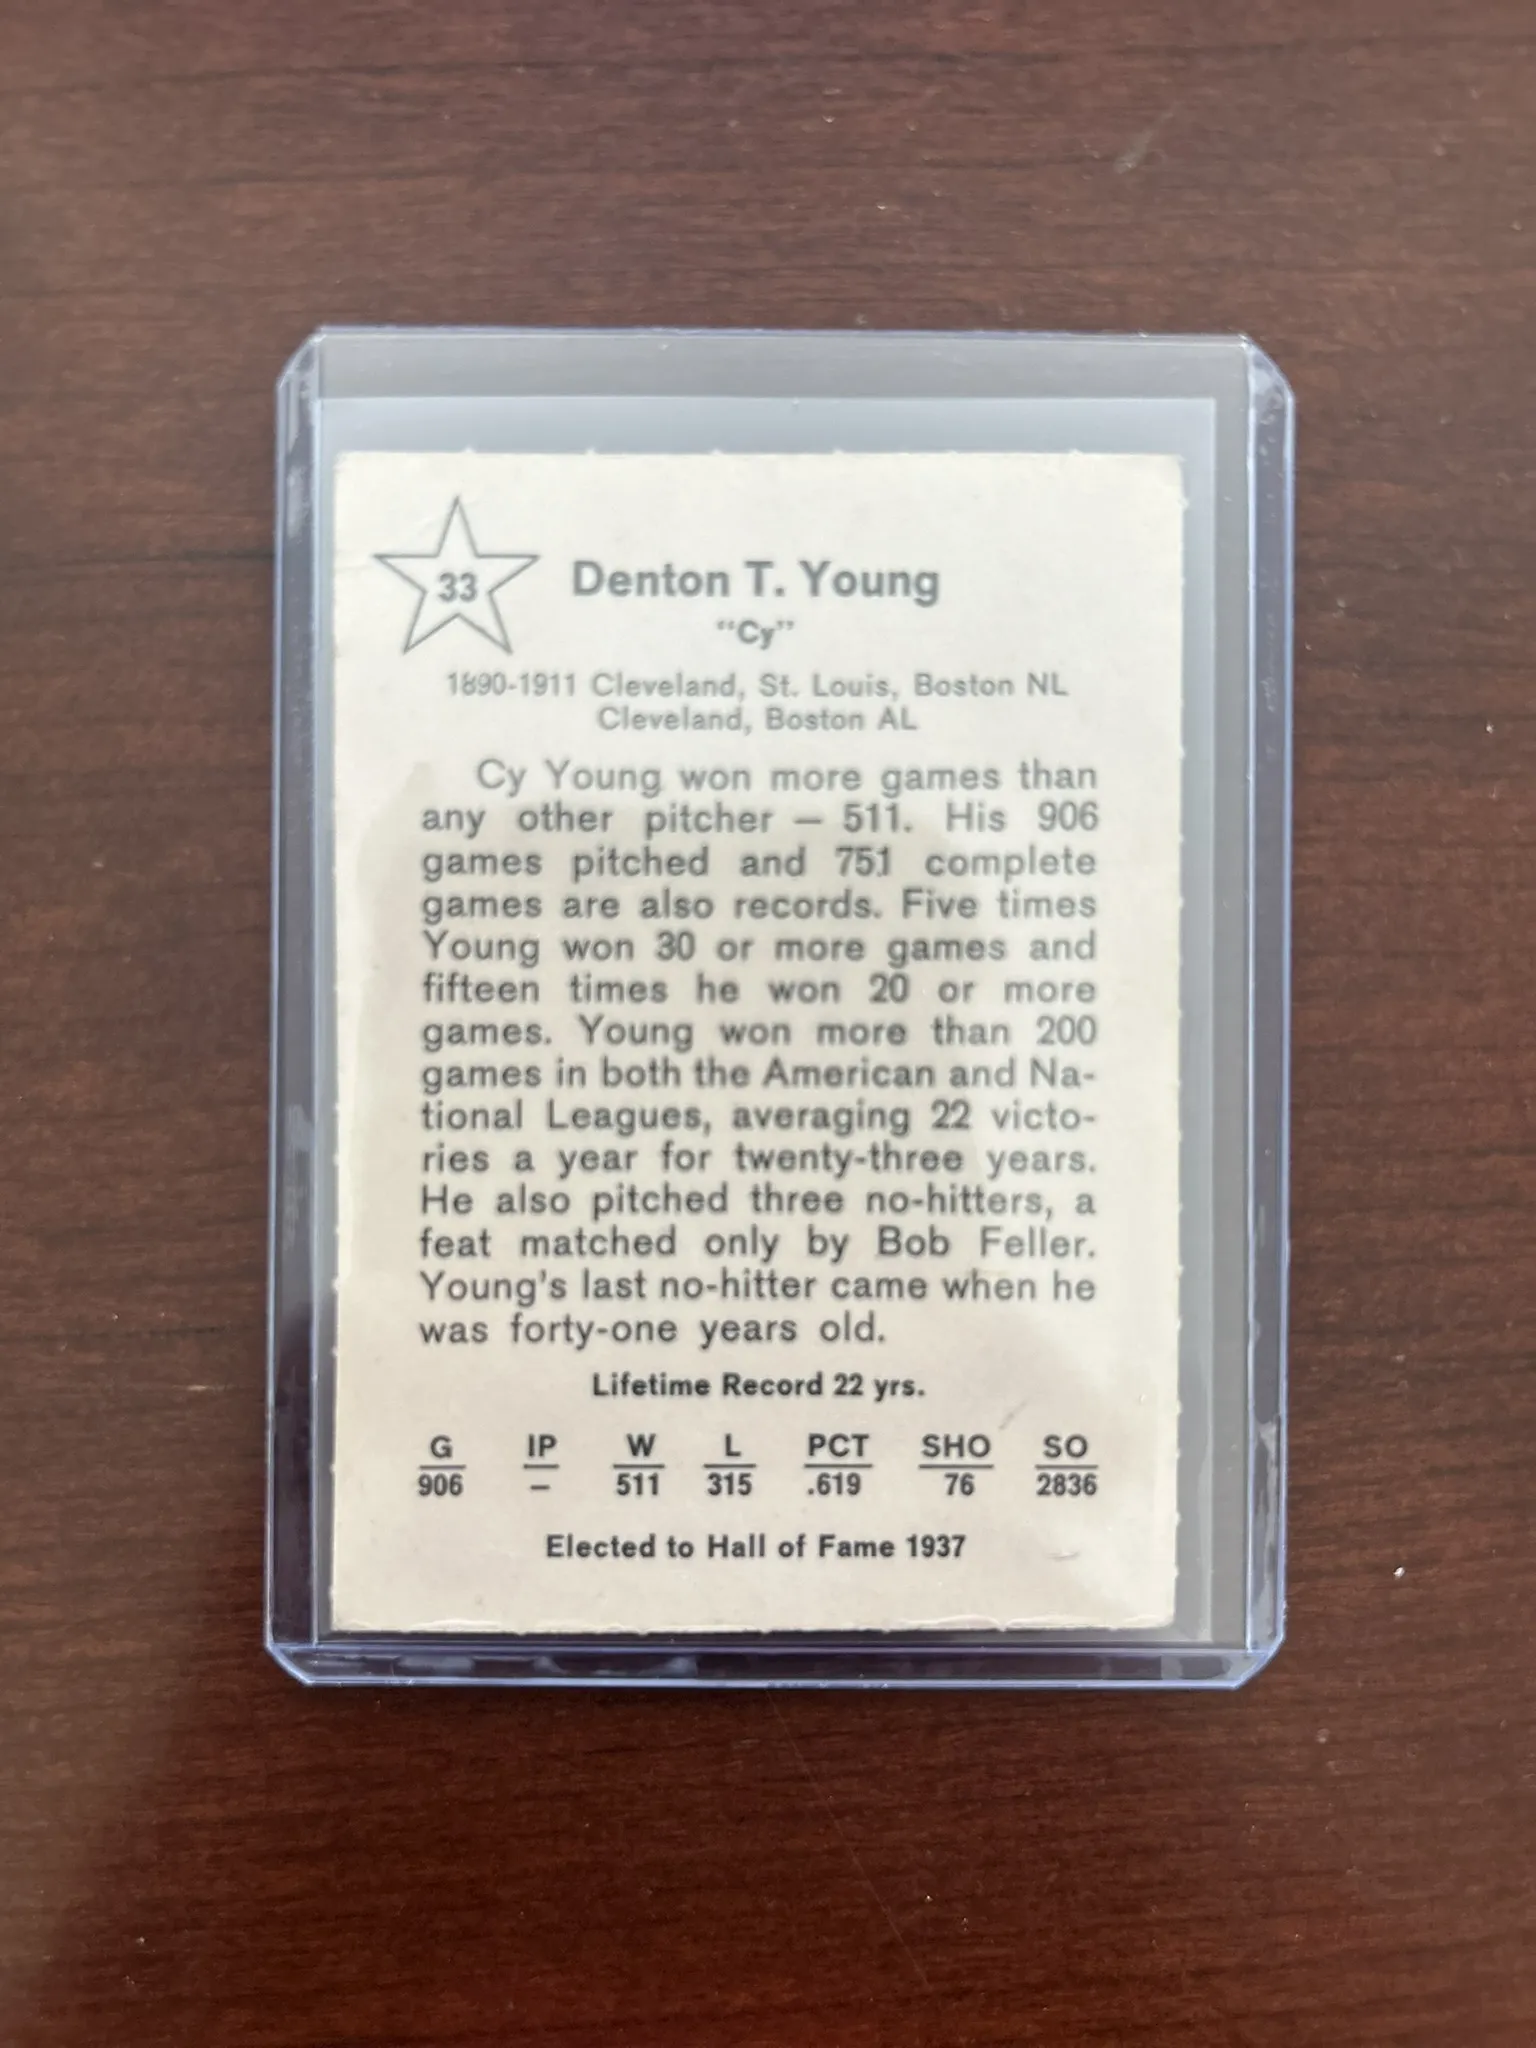 33
Denton T. Young
"Cy"
1890-1911 Cleveland, St. Louis, Boston NL
Cleveland, Boston AL
Cy Young won more games than
any other pitcher — 511. His 906
games pitched and 751 complete
games are also records. Five times
Young won 30 or more games and
fifteen times he won 20 or more
games. Young won more than 200
games in both the American and Na-
tional Leagues, averaging 22 victo-
ries a year for twenty-three years.
He also pitched three no-hitters, a
feat matched only by Bob Feller.
Young's last no-hitter came when he
was forty-one years old.
Lifetime Record 22 yrs.
G IP W L PCT SHO SO
906 — 511 315 .619 76 2836
Elected to Hall of Fame 1937